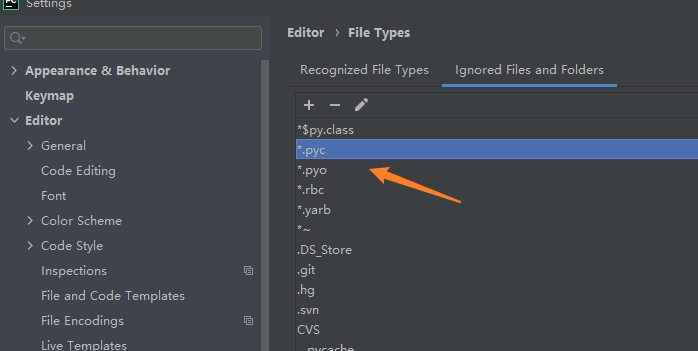 PC Settings
Editor › File Types
Appearance & Behavior
Keymap
Editor
General
Code Editing
Font
Color Scheme
Code Style
Inspections
File and Code Templates
File Encodings
Live Templates
Recognized File Types Ignored Files and Folders
*$py.class
*.pyc
*.pyo
*.rbc
*.yarb
*~
.DS_Store
.git
.hg
.svn
CVS
__pycache__